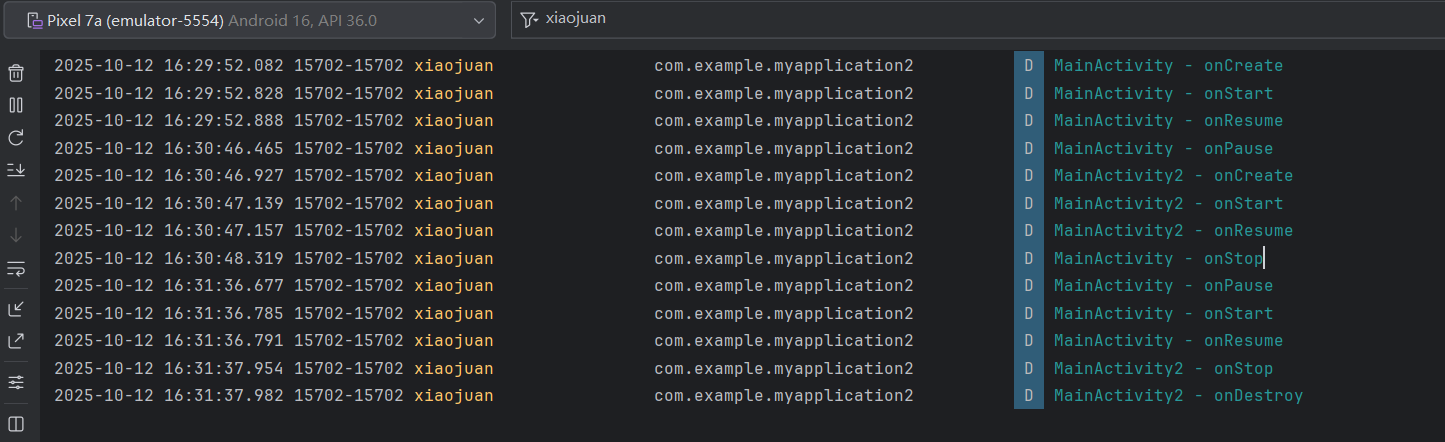 Pixel 7a (emulator-5554) Android 16, API 36.0
xiaojuan
2025-10-12 16:29:52.082 15702-15702 xiaojuan com.example.myapplication2 D MainActivity - onCreate
2025-10-12 16:29:52.828 15702-15702 xiaojuan com.example.myapplication2 D MainActivity - onStart
2025-10-12 16:29:52.888 15702-15702 xiaojuan com.example.myapplication2 D MainActivity - onResume
2025-10-12 16:30:46.465 15702-15702 xiaojuan com.example.myapplication2 D MainActivity - onPause
2025-10-12 16:30:46.927 15702-15702 xiaojuan com.example.myapplication2 D MainActivity2 - onCreate
2025-10-12 16:30:47.139 15702-15702 xiaojuan com.example.myapplication2 D MainActivity2 - onStart
2025-10-12 16:30:47.157 15702-15702 xiaojuan com.example.myapplication2 D MainActivity2 - onResume
2025-10-12 16:30:48.319 15702-15702 xiaojuan com.example.myapplication2 D MainActivity - onStop
2025-10-12 16:31:36.677 15702-15702 xiaojuan com.example.myapplication2 D MainActivity - onPause
2025-10-12 16:31:36.785 15702-15702 xiaojuan com.example.myapplication2 D MainActivity - onStart
2025-10-12 16:31:36.791 15702-15702 xiaojuan com.example.myapplication2 D MainActivity - onResume
2025-10-12 16:31:37.954 15702-15702 xiaojuan com.example.myapplication2 D MainActivity2 - onStop
2025-10-12 16:31:37.982 15702-15702 xiaojuan com.example.myapplication2 D MainActivity2 - onDestroy